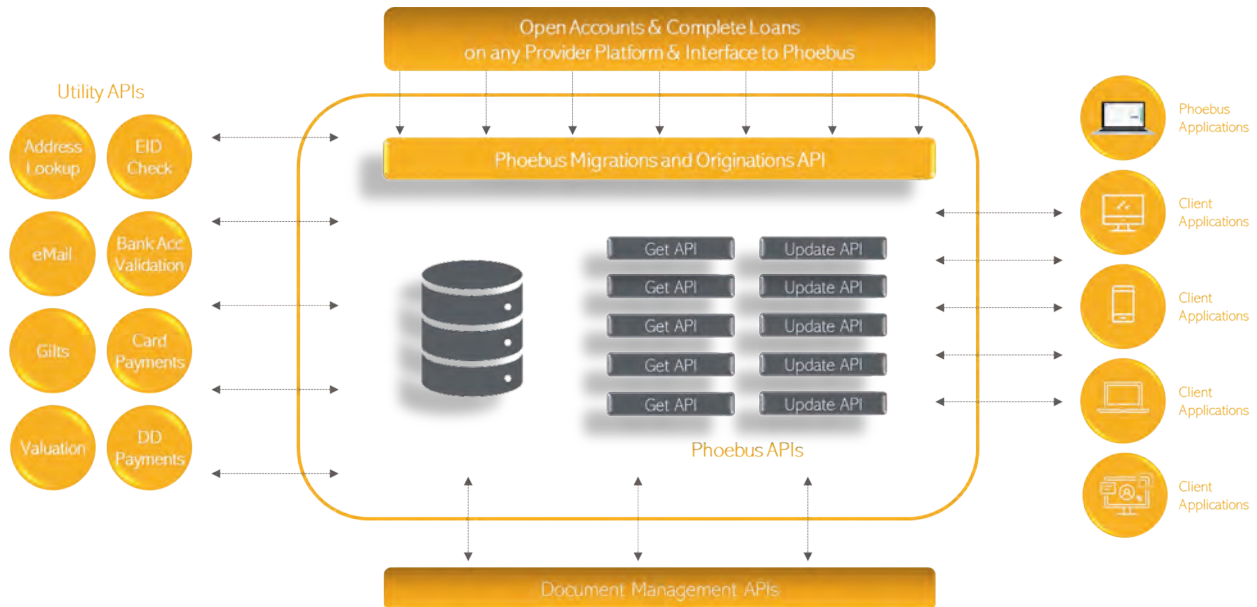 Open Accounts & Complete Loans
on any Provider Platform & Interface to Phoebus
Utility APIs
Address
Lookup
EID
Check
eMail
Bank Acc
Validation
Gilts
Card
Payments
Valuation
DD
Payments
Phoebus Migrations and Originations API
Get API
Update API
Get API
Update API
Get API
Update API
Get API
Update API
Get API
Update API
Phoebus APIs
Phoebus
Applications
Client
Applications
Client
Applications
Client
Applications
Client
Applications
Document Management APIs